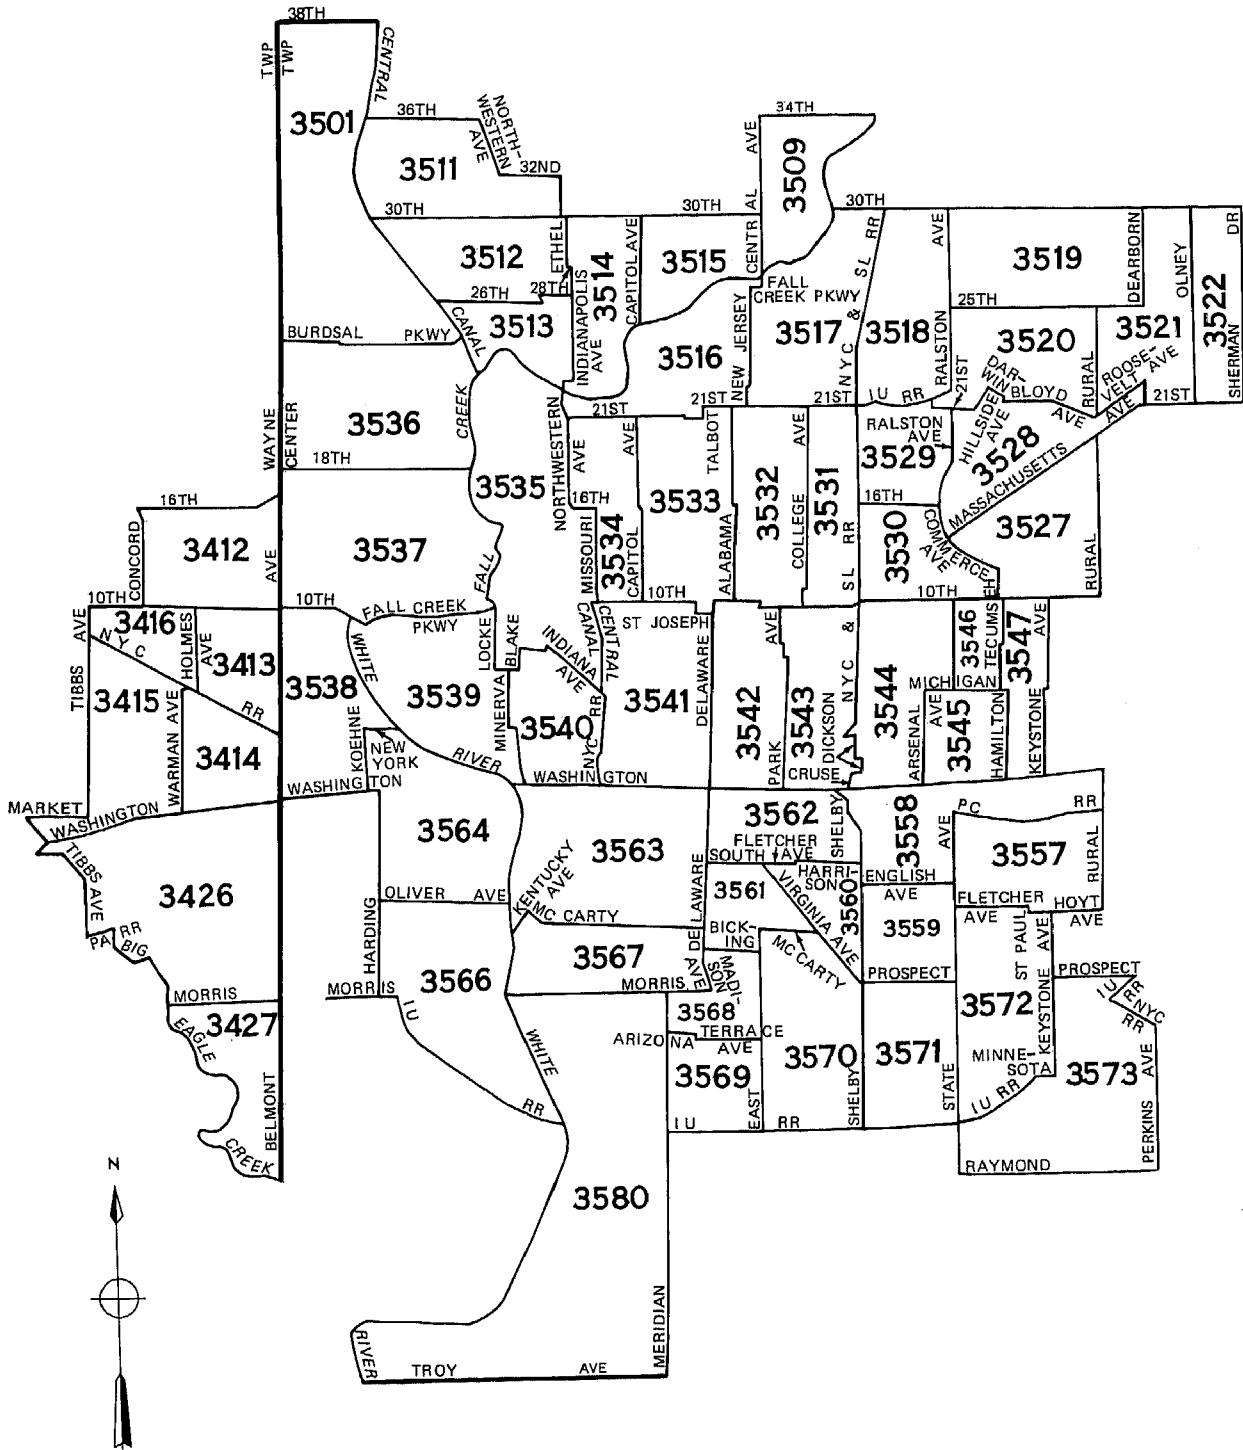 38TH
TWP
TWP
CENTRAL
3501
36TH
NORTH-
WESTERN
AVE
34TH
AVE
3509
3511
32ND
30TH
30TH
AL
30TH
ETHEL
3512
3514
CAPITOL AVE
3515
CENTR
RR
AVE
3519
DEARBORN
OLNEY
DR
28TH
26TH
FALL
CREEK PKWY
SL
25TH
3522
BURDSAL PKWY
CANAL
3513
INDIANAPOLIS
AVE
3516
NEW JERSEY
3517
NYC &
3518
RALSTON
3520
3521
21ST
DAR-
WIN
BLOYD
AVE
RURAL
ROOSE-
VELT AVE
SHERMAN
WAYNE
CENTER
3536
CREEK
NORTHWESTERN
21ST
21ST
21ST
IU RR
AVE
21ST
18TH
AVE
AVE
TALBOT
AVE
RALSTON
AVE
3529
HILLSIDE
AVE
3528
MASSACHUSETTS
3535
16TH
CONCORD
3412
AVE
3537
FALL
16TH
MISSOURI
3534
CAPITOL
3533
ALABAMA
3532
COLLEGE
3531
SL RR
16TH
3530
COMMERCE
AVE
3527
RURAL
10TH
10TH
FALL CREEK
PKWY
10TH
10TH
AVE
TIBBS
3416
NYC
RR
HOLMES
AVE
3413
3415
WARMAN AVE
3414
WHITE
3538
KOEHNE
NEW
YORK
3539
LOCKE
BLAKE
MINERVA
INDIANA
AVE
CANAL
CENTRAL
3540
RR
NYC
ST JOSEPH
3541
DELAWARE
3542
AVE
PARK
3543
NYC &
DICKSON
CRUSE
3544
3546
TECUMS
EH
MICHIGAN
3547
AVE
ARSENAL
AVE
3545
HAMILTON
KEYSTONE
RIVER
MARKET
WASHINGTON
WASHINGTON
WASHINGTON
TIBBS AVE
3426
PA RR
BIG
3564
OLIVER AVE
HARDING
3563
KENTUCKY
AVE
MC CARTY
DELAWARE
AVE
3562
FLETCHER
SOUTH AVE
SHELBY
3558
AVE
PC RR
3557
RURAL
3561
VIRGINIA AVE
HARRI-
SON
3560
ENGLISH
AVE
3559
FLETCHER
AVE
HOYT
AVE
BICK-
ING
MC CARTY
3567
MADI-
SON
MORRIS
MORRIS
MORRIS
3427
EAGLE
CREEK
BELMONT
3566
IU
RR
WHITE
3568
ARIZONA
TERRACE
AVE
3569
EAST
IU RR
3570
SHELBY
PROSPECT
3571
STATE
3572
ST PAUL
KEYSTONE AVE
MINNE-
SOTA
IU RR
PROSPECT
RR
IU
NYC
RR
3573
AVE
PERKINS
RAYMOND
N
3580
MERIDIAN
RIVER
TROY AVE